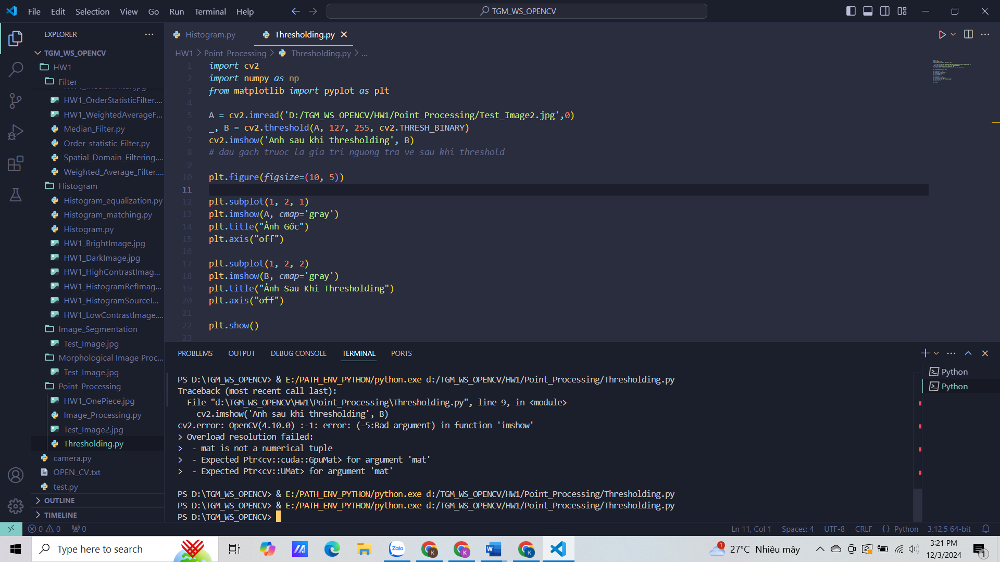 File Edit Selection View Go Run Terminal Help
TGM_WS_OPENCV
EXPLORER
TGM_WS_OPENCV
HW1
Filter
HW1_OrderStatisticFilter....
HW1_WeightedAverageF...
Median_Filter.py
Order_statistic_Filter.py
Spatial_Domain_Filtering....
Weighted_Average_Filter....
Histogram
Histogram_equalization.py
Histogram_matching.py
Histogram.py
HW1_BrightImage.jpg
HW1_DarkImage.jpg
HW1_HighContrastImag...
HW1_HistogramRefImag...
HW1_HistogramSourceI...
HW1_LowContrastImage....
Image_Segmentation
Test_Image.jpg
Morphological Image Proc...
Test_Image.jpg
Point_Processing
HW1_OnePiece.jpg
Image_Processing.py
Test_Image2.jpg
Thresholding.py
camera.py
OPEN_CV.txt
test.py
OUTLINE
TIMELINE
Histogram.py
Thresholding.py
HW1 > Point_Processing > Thresholding.py > ...
1 import cv2
2 import numpy as np
3 from matplotlib import pyplot as plt
4
5 A = cv2.imread('D:/TGM_WS_OPENCV/HW1/Point_Processing/Test_Image2.jpg',0)
6 _, B = cv2.threshold(A, 127, 255, cv2.THRESH_BINARY)
7 cv2.imshow('Anh sau khi thresholding', B)
8 # dau gach truoc la gia tri nguong tra ve sau khi threshold
9
10 plt.figure(figsize=(10, 5))
11
12 plt.subplot(1, 2, 1)
13 plt.imshow(A, cmap='gray')
14 plt.title("Ảnh Gốc")
15 plt.axis("off")
16
17 plt.subplot(1, 2, 2)
18 plt.imshow(B, cmap='gray')
19 plt.title("Ảnh Sau Khi Thresholding")
20 plt.axis("off")
21
22 plt.show()
23
PROBLEMS OUTPUT DEBUG CONSOLE TERMINAL PORTS
PS D:\TGM_WS_OPENCV> & E:/PATH_ENV_PYTHON/python.exe d:/TGM_WS_OPENCV/HW1/Point_Processing/Thresholding.py
Traceback (most recent call last):
File "d:\TGM_WS_OPENCV\HW1\Point_Processing\Thresholding.py", line 9, in <module>
cv2.imshow('Anh sau khi thresholding', B)
cv2.error: OpenCV(4.10.0) :-1: error: (-5:Bad argument) in function 'imshow'
> Overload resolution failed:
>  - mat is not a numerical tuple
>  - Expected Ptr<cv::cuda::GpuMat> for argument 'mat'
>  - Expected Ptr<cv::UMat> for argument 'mat'
PS D:\TGM_WS_OPENCV> & E:/PATH_ENV_PYTHON/python.exe d:/TGM_WS_OPENCV/HW1/Point_Processing/Thresholding.py
PS D:\TGM_WS_OPENCV> & E:/PATH_ENV_PYTHON/python.exe d:/TGM_WS_OPENCV/HW1/Point_Processing/Thresholding.py
PS D:\TGM_WS_OPENCV>
Python
Python
0 0 0 Ln 11, Col 1 Spaces: 4 UTF-8 CRLF {} Python 3.12.5 64-bit
Type here to search
Zalo
K
K
K
1
27°C Nhiều mây
3:21 PM
12/3/2024
1